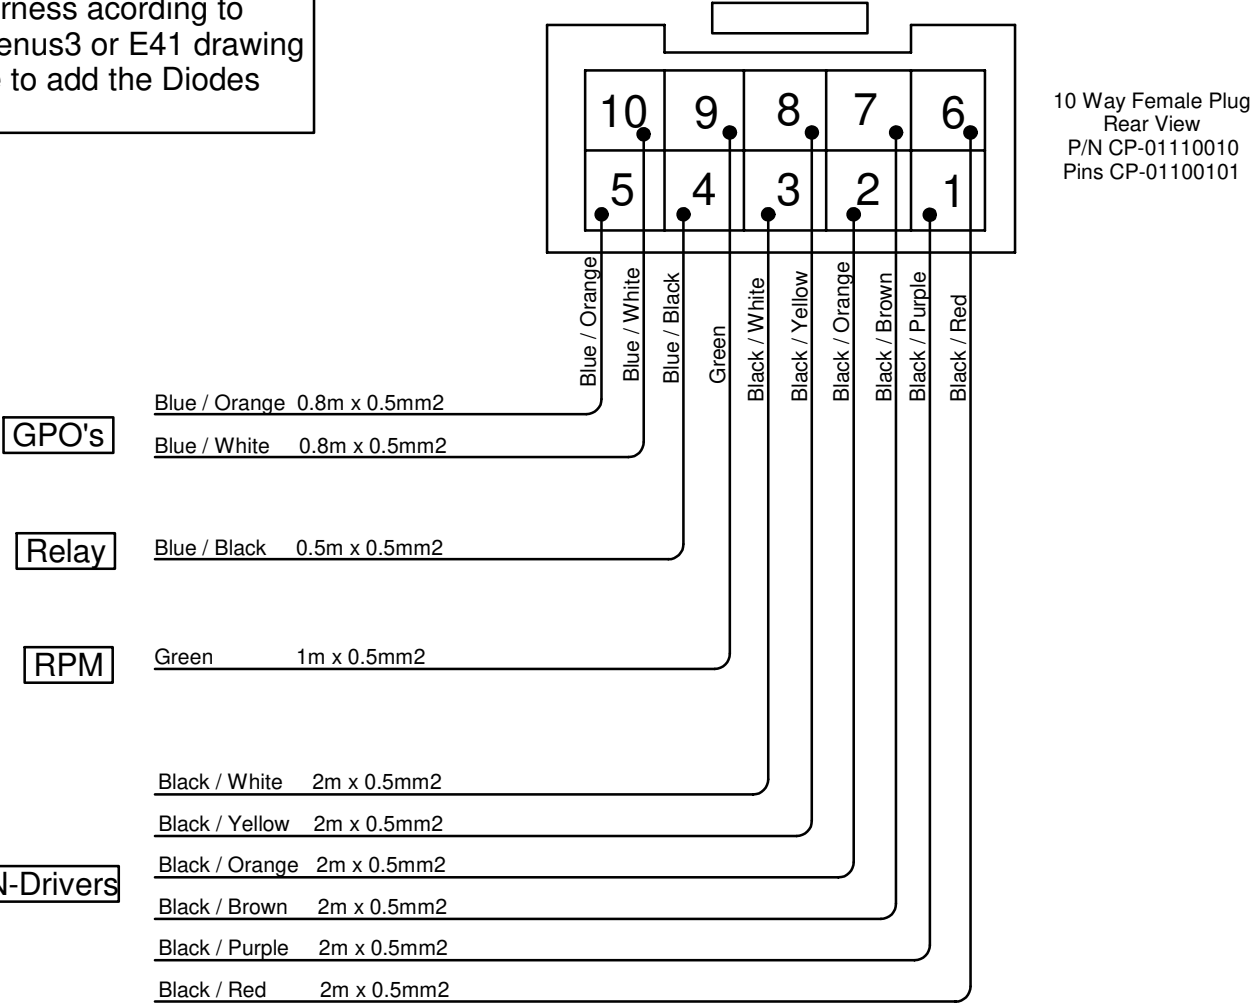 rness acording to
enus3 or E41 drawing
to add the Diodes
10 9 8 7 6
5 4 3 2 1
10 Way Female Plug
Rear View
P/N CP-01110010
Pins CP-01100101
Blue / Orange
Blue / White
Blue / Black
Green
Black / White
Black / Yellow
Black / Orange
Black / Brown
Black / Purple
Black / Red
GPO's
Blue / Orange 0.8m x 0.5mm2
Blue / White 0.8m x 0.5mm2
Relay
Blue / Black 0.5m x 0.5mm2
RPM
Green 1m x 0.5mm2
N-Drivers
Black / White 2m x 0.5mm2
Black / Yellow 2m x 0.5mm2
Black / Orange 2m x 0.5mm2
Black / Brown 2m x 0.5mm2
Black / Purple 2m x 0.5mm2
Black / Red 2m x 0.5mm2